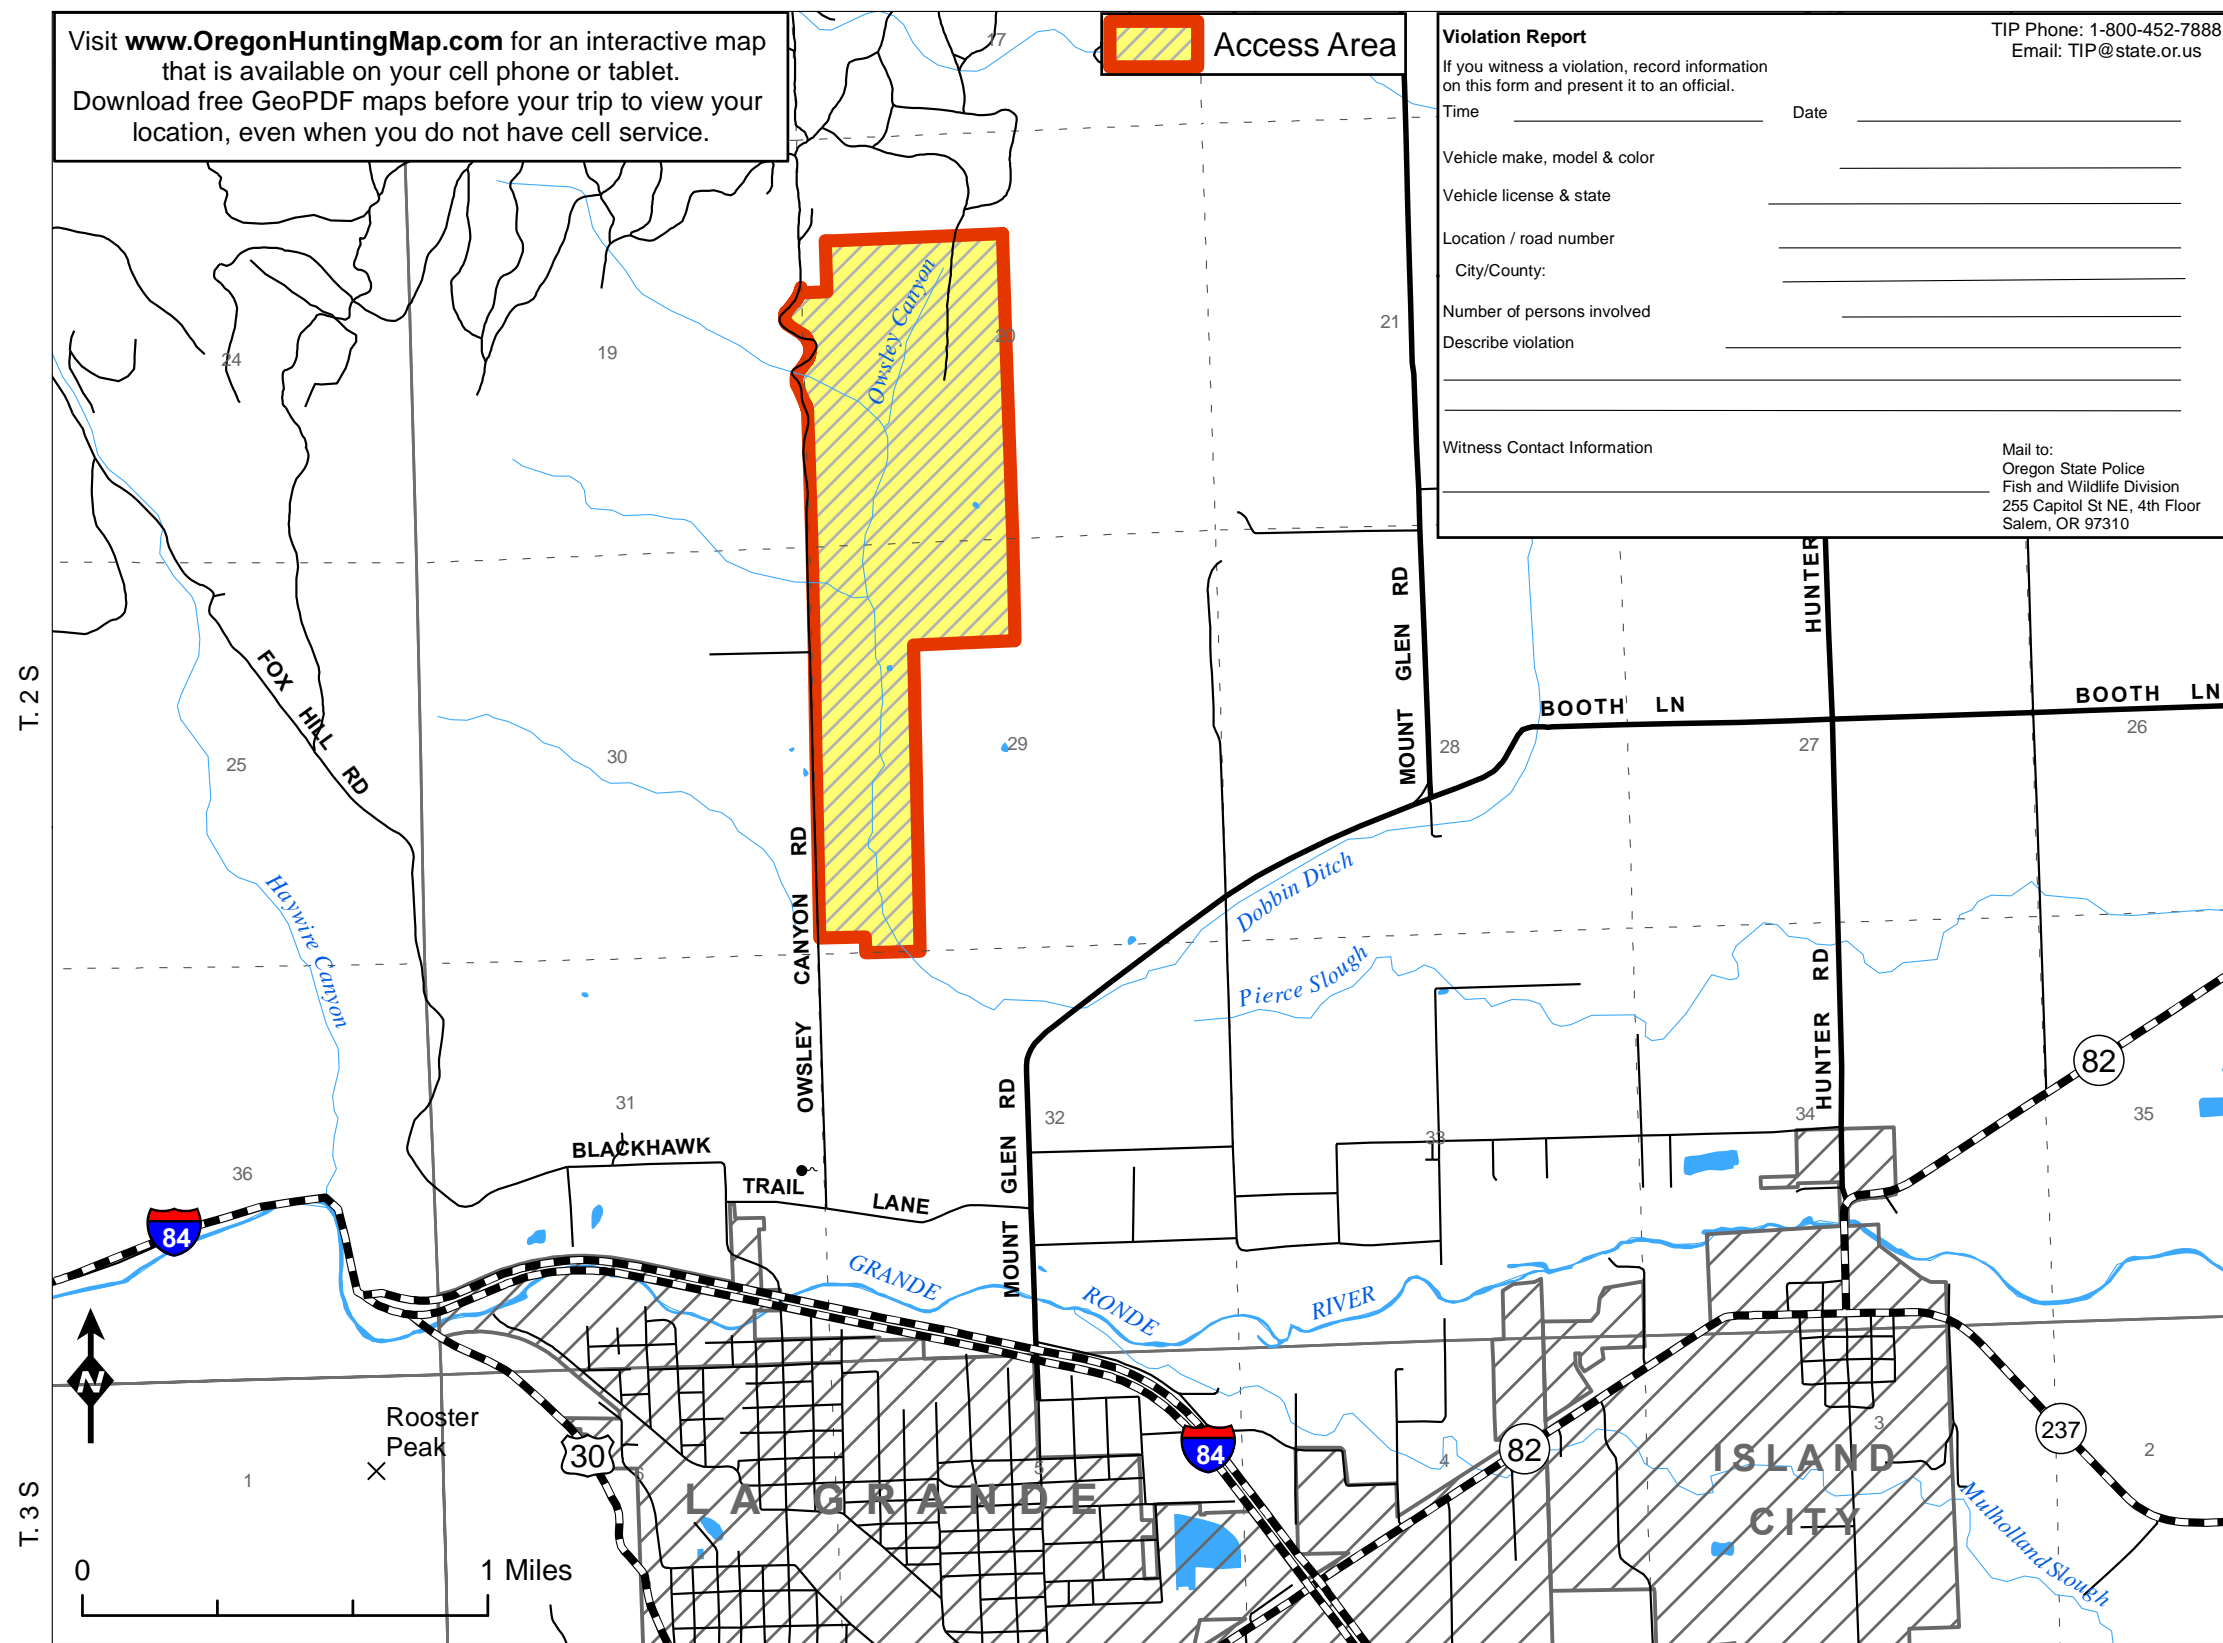 Visit www.OregonHuntingMap.com for an interactive map
that is available on your cell phone or tablet.
Download free GeoPDF maps before your trip to view your
location, even when you do not have cell service.
Access Area
Violation Report
TIP Phone: 1-800-452-7888
Email: TIP@state.or.us
If you witness a violation, record information
on this form and present it to an official.
Time
Date
Vehicle make, model & color
Vehicle license & state
Location / road number
City/County:
Number of persons involved
Describe violation
Witness Contact Information
Mail to:
Oregon State Police
Fish and Wildlife Division
255 Capitol St NE, 4th Floor
Salem, OR 97310
17
24
19
20
21
Owsley Canyon
T. 2 S
FOX HILL RD
MOUNT GLEN RD
HUNTER
BOOTH LN
BOOTH LN
25
30
29
28
27
26
OWSLEY CANYON RD
Haywire Canyon
Dobbin Ditch
Pierce Slough
HUNTER RD
HUNTER RD
82
31
32
33
34
35
36
BLACKHAWK
TRAIL LANE
MOUNT GLEN RD
84
GRANDE RONDE RIVER
N
Rooster
Peak
30
84
82
237
1
6
5
4
3
2
LA GRANDE
ISLAND
CITY
Mulholland Slough
T. 3 S
0
1 Miles